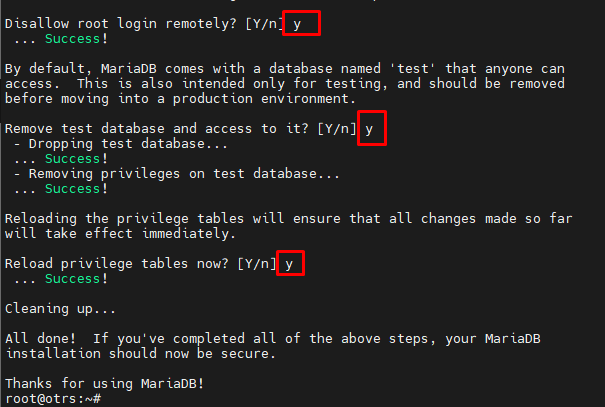 Disallow root login remotely? [Y/n] y
 ... Success!
By default, MariaDB comes with a database named 'test' that anyone can
access.  This is also intended only for testing, and should be removed
before moving into a production environment.
Remove test database and access to it? [Y/n] y
 - Dropping test database...
 ... Success!
 - Removing privileges on test database...
 ... Success!
Reloading the privilege tables will ensure that all changes made so far
will take effect immediately.
Reload privilege tables now? [Y/n] y
 ... Success!
Cleaning up...
All done!  If you've completed all of the above steps, your MariaDB
installation should now be secure.
Thanks for using MariaDB!
root@otrs:~#